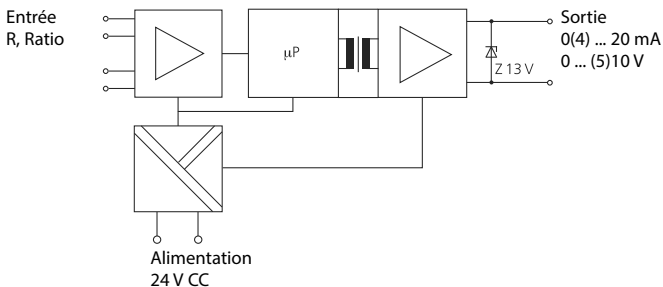 Entrée
R, Ratio
µP
Z 13 V
Sortie
0(4) ... 20 mA
0 ... (5)10 V
Alimentation
24 V CC